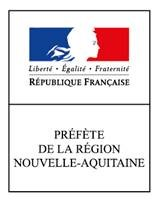 Liberté • Égalité • Fraternité
RÉPUBLIQUE FRANÇAISE
PRÉFÈTE
DE LA RÉGION
NOUVELLE-AQUITAINE